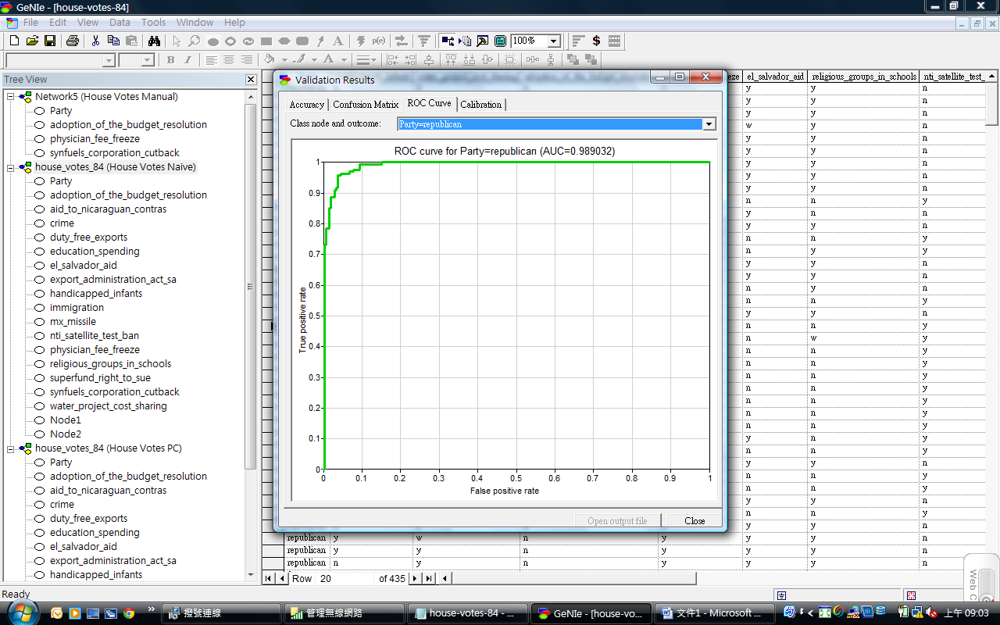 GeNIe - [house-votes-84]
File Edit View Data Tools Window Help
p(e) 100% $
A
B I A
Tree View
Network5 (House Votes Manual)
Party
adoption_of_the_budget_resolution
physician_fee_freeze
synfuels_corporation_cutback
house_votes_84 (House Votes Naive)
Party
adoption_of_the_budget_resolution
aid_to_nicaraguan_contras
crime
duty_free_exports
education_spending
el_salvador_aid
export_administration_act_sa
handicapped_infants
immigration
mx_missile
nti_satellite_test_ban
physician_fee_freeze
religious_groups_in_schools
superfund_right_to_sue
synfuels_corporation_cutback
water_project_cost_sharing
Node1
Node2
house_votes_84 (House Votes PC)
Party
adoption_of_the_budget_resolution
aid_to_nicaraguan_contras
crime
duty_free_exports
education_spending
el_salvador_aid
export_administration_act_sa
handicapped_infants
Validation Results
Accuracy Confusion Matrix ROC Curve Calibration
Class node and outcome: Party=republican
ROC curve for Party=republican (AUC=0.989032)
1
0.9
0.8
0.7
0.6
0.5
0.4
0.3
0.2
0.1
0
True positive rate
0 0.1 0.2 0.3 0.4 0.5 0.6 0.7 0.8 0.9 1
False positive rate
Open output file Close
eze el_salvador_aid religious_groups_in_schools nti_satellite_test_
y y n
y y n
w y n
y y n
y y n
y y n
y y n
y y n
y y n
n y n
y n n
y y n
n n y
n y y
y y n
y y n
n n n
n n y
y y n
n n y
n w y
n n y
n n y
n n y
n n y
n n y
n n y
n n y
n y y
n n y
y y n
n n y
n n y
y y n
n n y
republican y w n y y y n
republican y y n y y y n
republican n y n y y y n
Row 20 of 435
Ready
撥號連線
管理無線網路
house-votes-84 - ...
GeNIe - [house-vo...
文件1 - Microsoft ...
上午 09:03
Web C